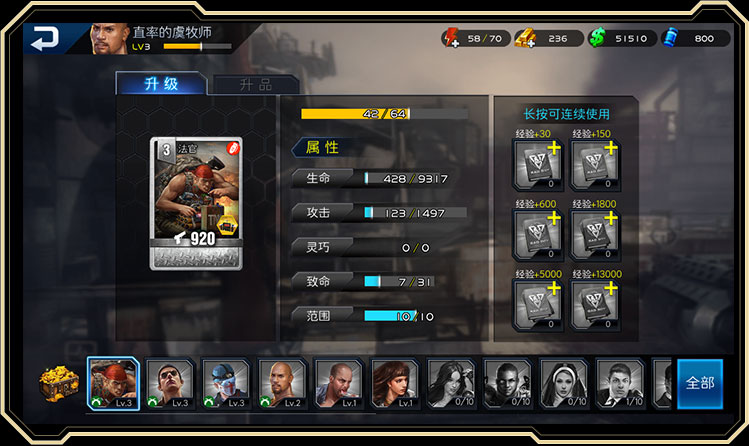 直率的虞牧师
LV3
58/70
236
51510
800
升级
升品
3
法官
920
42/64
属性
生命 428/9317
攻击 123/1497
灵巧 0/0
致命 7/31
范围 10/10
长按可连续使用
经验+30 经验+150
0 0
经验+600 经验+1800
0 0
经验+5000 经验+13000
0 0
Lv.3 Lv.3 Lv.3 Lv.2 Lv.1 Lv.1 0/10 0/10 0/10 1/10
全部